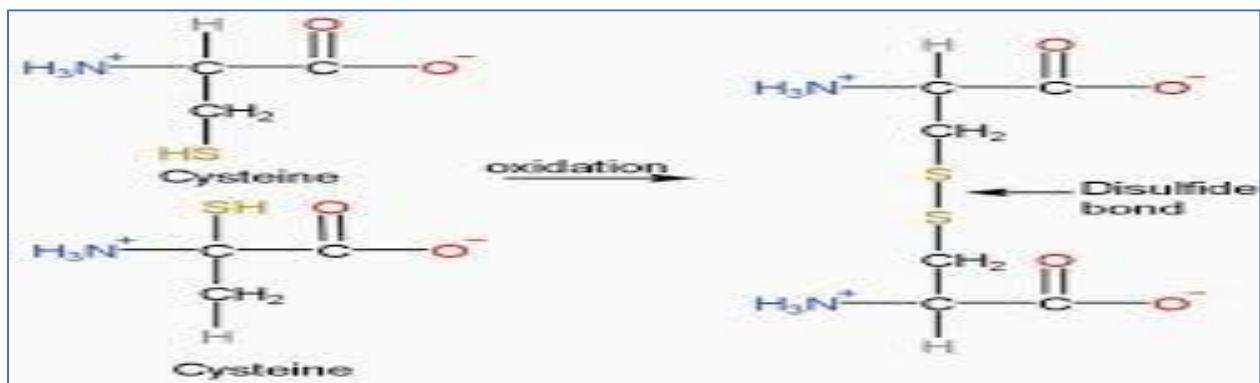 H O
H₃N⁺ C C O⁻
CH₂
HS
Cysteine
SH O
H₃N⁺ C C O⁻
CH₂
H
Cysteine
oxidation
H O
H₃N⁺ C C O⁻
CH₂
S
S
Disulfide
bond
CH₂ O
H₃N⁺ C C O⁻
H